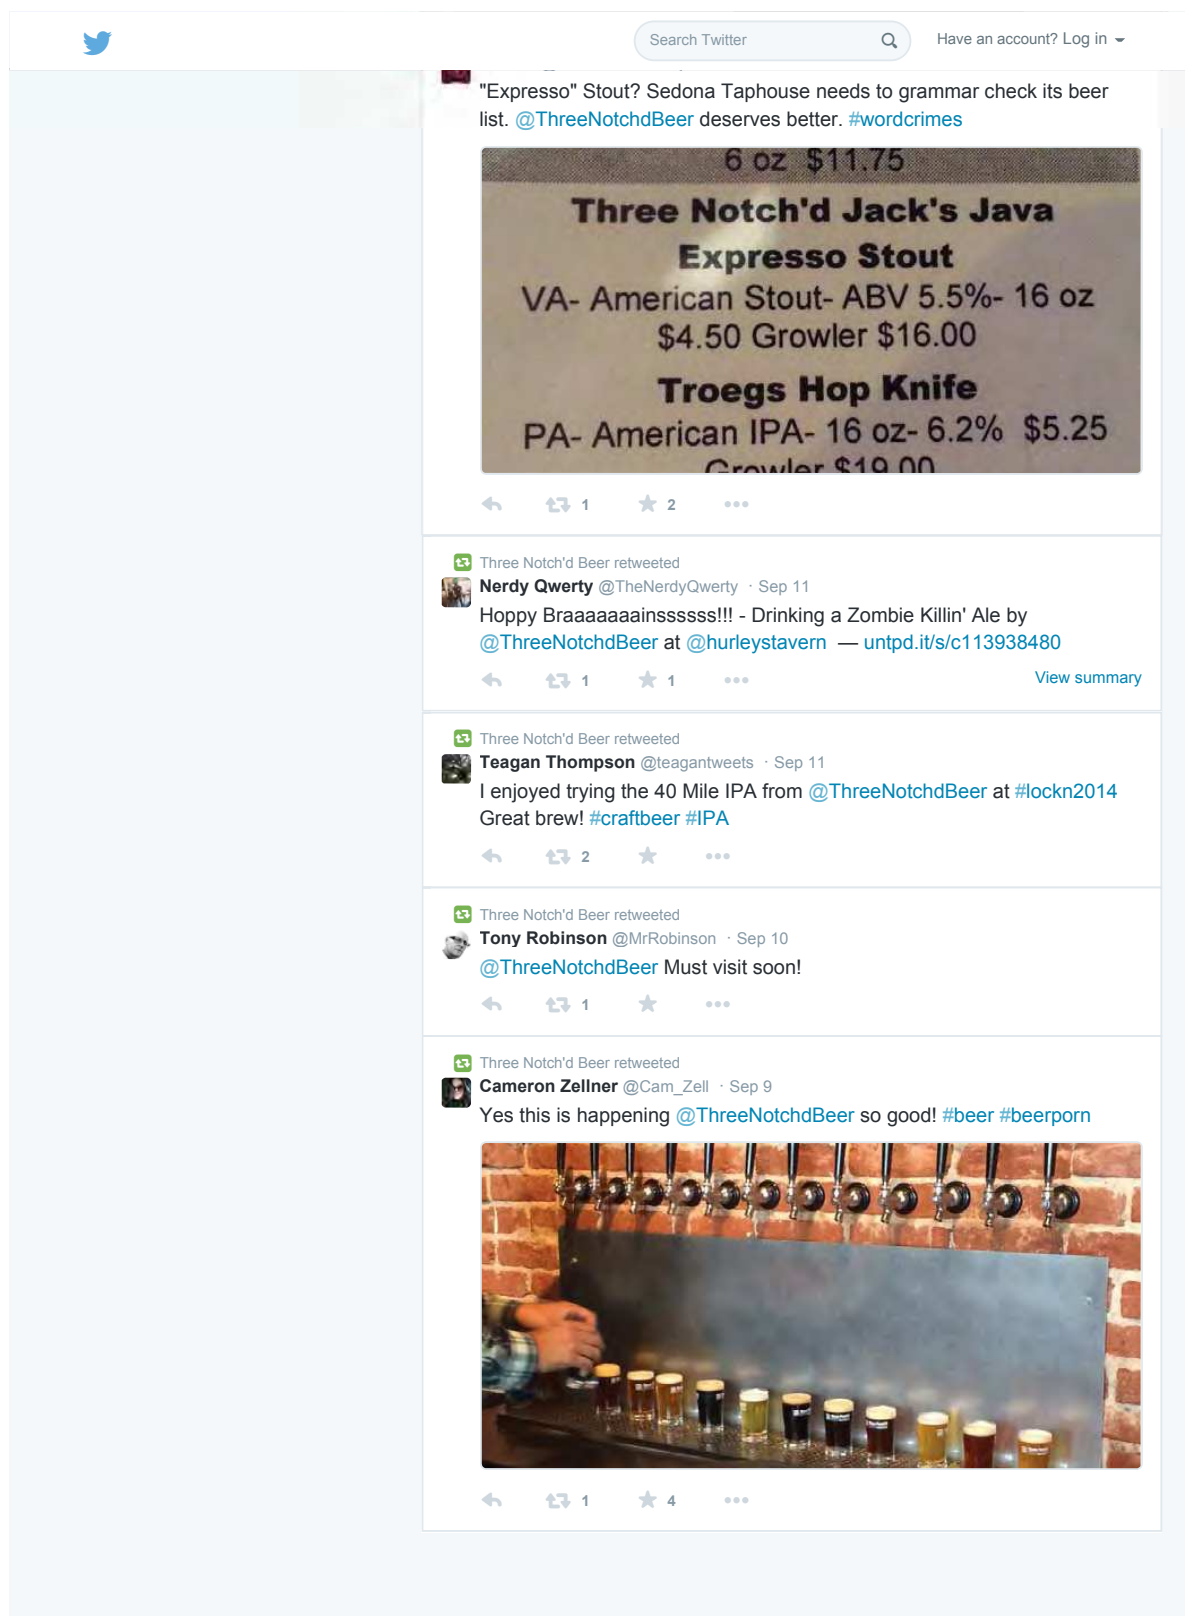 Search Twitter
Have an account? Log in
"Expresso" Stout? Sedona Taphouse needs to grammar check its beer
list. @ThreeNotchdBeer deserves better. #wordcrimes
6 oz $11.75
Three Notch'd Jack's Java
Expresso Stout
VA- American Stout- ABV 5.5%- 16 oz
$4.50 Growler $16.00
Troegs Hop Knife
PA- American IPA- 16 oz- 6.2% $5.25
Growler $19.00
1 2
Three Notch'd Beer retweeted
Nerdy Qwerty @TheNerdyQwerty · Sep 11
Hoppy Braaaaaaainssssss!!! - Drinking a Zombie Killin' Ale by
@ThreeNotchdBeer at @hurleystavern — untpd.it/s/c113938480
1 1 View summary
Three Notch'd Beer retweeted
Teagan Thompson @teagantweets · Sep 11
I enjoyed trying the 40 Mile IPA from @ThreeNotchdBeer at #lockn2014
Great brew! #craftbeer #IPA
2
Three Notch'd Beer retweeted
Tony Robinson @MrRobinson · Sep 10
@ThreeNotchdBeer Must visit soon!
1
Three Notch'd Beer retweeted
Cameron Zellner @Cam_Zell · Sep 9
Yes this is happening @ThreeNotchdBeer so good! #beer #beerporn
1 4